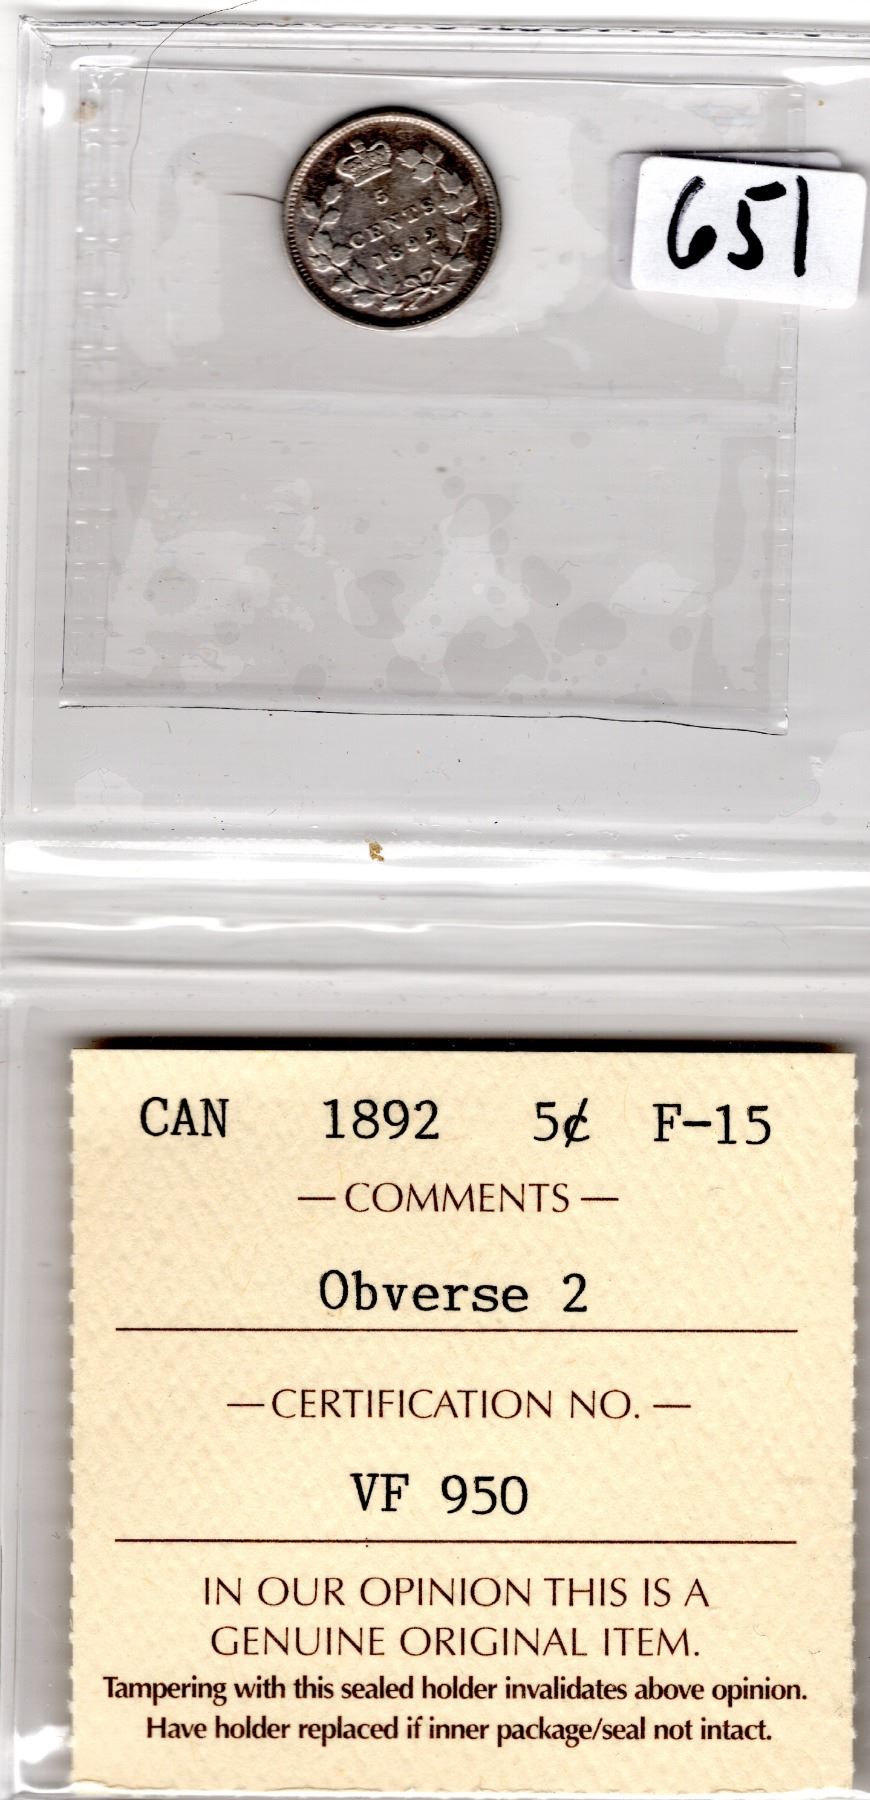 5
CENTS
1892
651
CAN 1892 5¢ F-15
— COMMENTS —
Obverse 2
— CERTIFICATION NO. —
VF 950
IN OUR OPINION THIS IS A
GENUINE ORIGINAL ITEM.
Tampering with this sealed holder invalidates above opinion.
Have holder replaced if inner package/seal not intact.